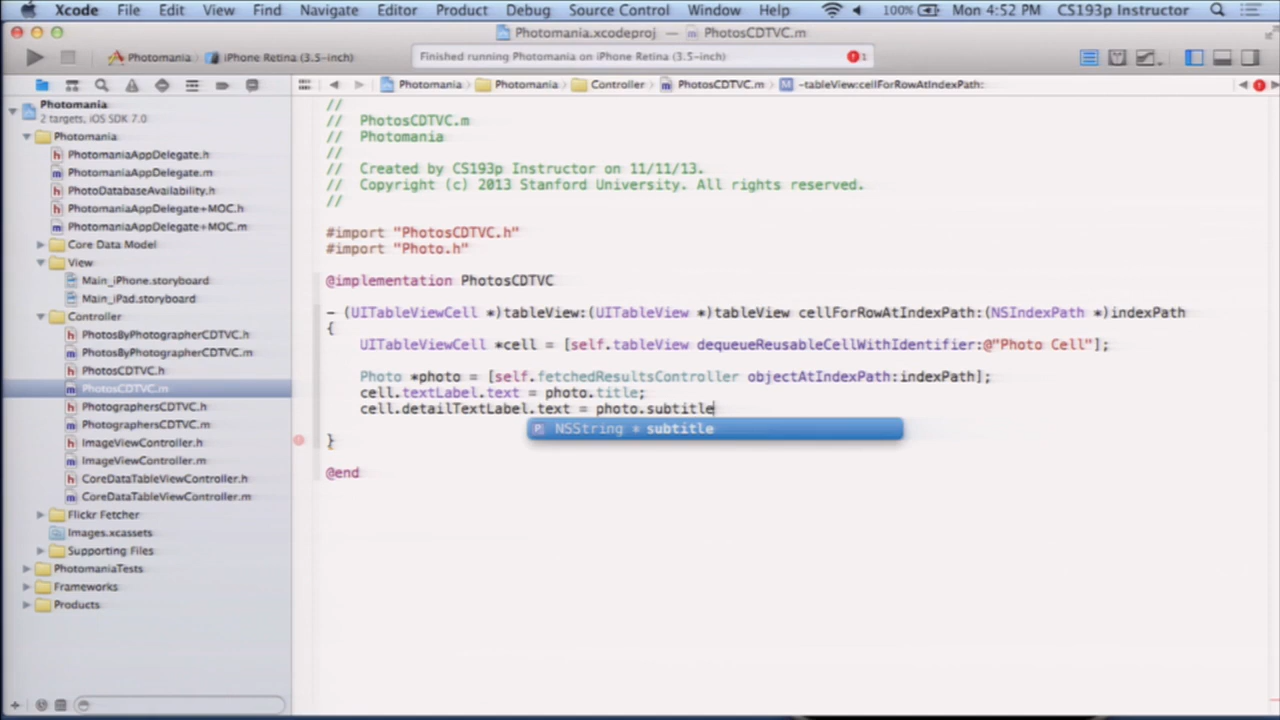 Xcode File Edit View Find Navigate Editor Product Debug Source Control Window Help 100% Mon 4:52 PM CS193p Instructor
Photomania.xcodeproj — PhotosCDTVC.m
Photomania iPhone Retina (3.5-inch) Finished running Photomania on iPhone Retina (3.5-inch) 1
Photomania Photomania Controller PhotosCDTVC.m M -tableView:cellForRowAtIndexPath:
Photomania
2 targets, iOS SDK 7.0
Photomania
h PhotomaniaAppDelegate.h
m PhotomaniaAppDelegate.m
h PhotoDatabaseAvailability.h
h PhotomaniaAppDelegate+MOC.h
m PhotomaniaAppDelegate+MOC.m
Core Data Model
View
Main_iPhone.storyboard
Main_iPad.storyboard
Controller
h PhotosByPhotographerCDTVC.h
m PhotosByPhotographerCDTVC.m
h PhotosCDTVC.h
m PhotosCDTVC.m
h PhotographersCDTVC.h
m PhotographersCDTVC.m
h ImageViewController.h
m ImageViewController.m
h CoreDataTableViewController.h
m CoreDataTableViewController.m
Flickr Fetcher
Images.xcassets
Supporting Files
PhotomaniaTests
Frameworks
Products
//
// PhotosCDTVC.m
// Photomania
//
// Created by CS193p Instructor on 11/11/13.
// Copyright (c) 2013 Stanford University. All rights reserved.
//
#import "PhotosCDTVC.h"
#import "Photo.h"
@implementation PhotosCDTVC
- (UITableViewCell *)tableView:(UITableView *)tableView cellForRowAtIndexPath:(NSIndexPath *)indexPath
{
UITableViewCell *cell = [self.tableView dequeueReusableCellWithIdentifier:@"Photo Cell"];
Photo *photo = [self.fetchedResultsController objectAtIndexPath:indexPath];
cell.textLabel.text = photo.title;
cell.detailTextLabel.text = photo.subtitle
P NSString * subtitle
}
@end